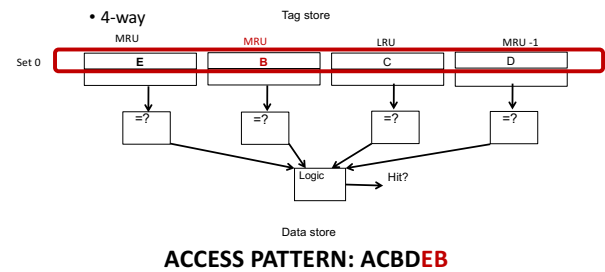 • 4-way
Tag store
MRU MRU LRU MRU -1
Set 0 E B C D
=? =? =? =?
Logic Hit?
Data store
ACCESS PATTERN: ACBDEB